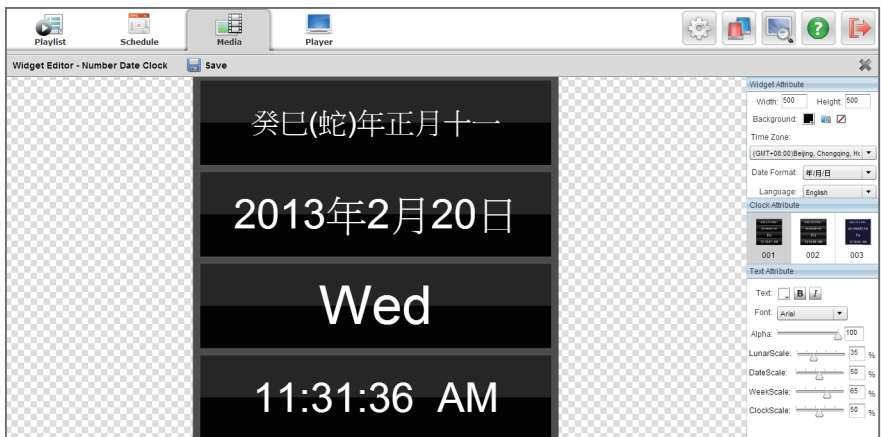 Playlist Schedule Media Player
Widget Editor - Number Date Clock Save
癸巳(蛇)年正月十一
2013年2月20日
Wed
11:31:36 AM
Widget Attribute
Width: 500 Height: 500
Background:
Time Zone:
(GMT+08:00)Beijing, Chongqing, Hc
Date Format: 年/月/日
Language: English
Clock Attribute
001 002 003
Text Attribute
Text: B I
Font: Arial
Alpha: 100
LunarScale: 35 %
DateScale: 50 %
WeekScale: 65 %
ClockScale: 50 %